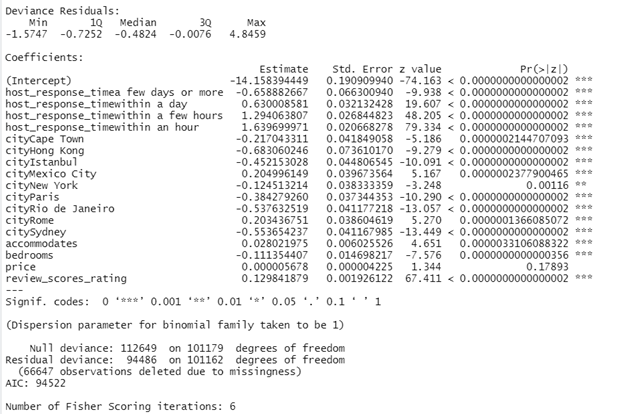 Deviance Residuals:
Min 1Q Median 3Q Max
-1.5747 -0.7252 -0.4824 -0.0076 4.8459
Coefficients:
Estimate Std. Error z value Pr(>|z|)
(Intercept) -14.158394449 0.190909940 -74.163 < 0.0000000000000002 ***
host_response_timea few days or more -0.658882667 0.066300940 -9.938 < 0.0000000000000002 ***
host_response_timewithin a day 0.630008581 0.032132428 19.607 < 0.0000000000000002 ***
host_response_timewithin a few hours 1.294063807 0.026844823 48.205 < 0.0000000000000002 ***
host_response_timewithin an hour 1.639699971 0.020668278 79.334 < 0.0000000000000002 ***
cityCape Town -0.217043311 0.041849058 -5.186 0.0000002144707093 ***
cityHong Kong -0.683060246 0.073610170 -9.279 < 0.0000000000000002 ***
cityIstanbul -0.452153028 0.044806545 -10.091 < 0.0000000000000002 ***
cityMexico City 0.204996149 0.039673564 5.167 0.0000002377900465 ***
cityNew York -0.124513214 0.038333359 -3.248 0.00116 **
cityParis -0.384279260 0.037344353 -10.290 < 0.0000000000000002 ***
cityRio de Janeiro -0.537632519 0.041177218 -13.057 < 0.0000000000000002 ***
cityRome 0.203436751 0.038604619 5.270 0.0000001366085072 ***
citySydney -0.553654237 0.041167985 -13.449 < 0.0000000000000002 ***
accommodates 0.028021975 0.006025526 4.651 0.0000033106088322 ***
bedrooms -0.111354407 0.014698217 -7.576 0.0000000000000356 ***
price 0.000005678 0.000004225 1.344 0.17893
review_scores_rating 0.129841879 0.001926122 67.411 < 0.0000000000000002 ***
---
Signif. codes: 0 ‘***’ 0.001 ‘**’ 0.01 ‘*’ 0.05 ‘.’ 0.1 ‘ ’ 1
(Dispersion parameter for binomial family taken to be 1)
Null deviance: 112649 on 101179 degrees of freedom
Residual deviance: 94486 on 101162 degrees of freedom
(66647 observations deleted due to missingness)
AIC: 94522
Number of Fisher Scoring iterations: 6